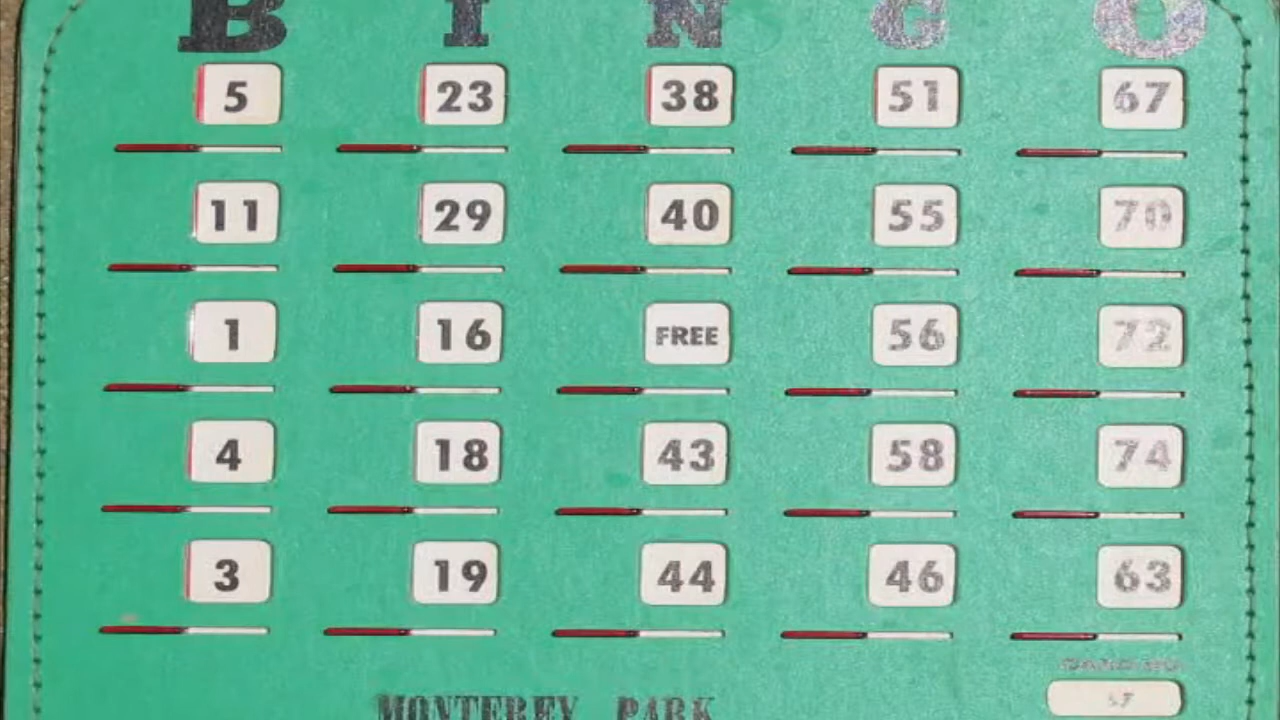 B I N G O
5 23 38 51 67
11 29 40 55 70
1 16 FREE 56 72
4 18 43 58 74
3 19 44 46 63
MONTEREY PARK